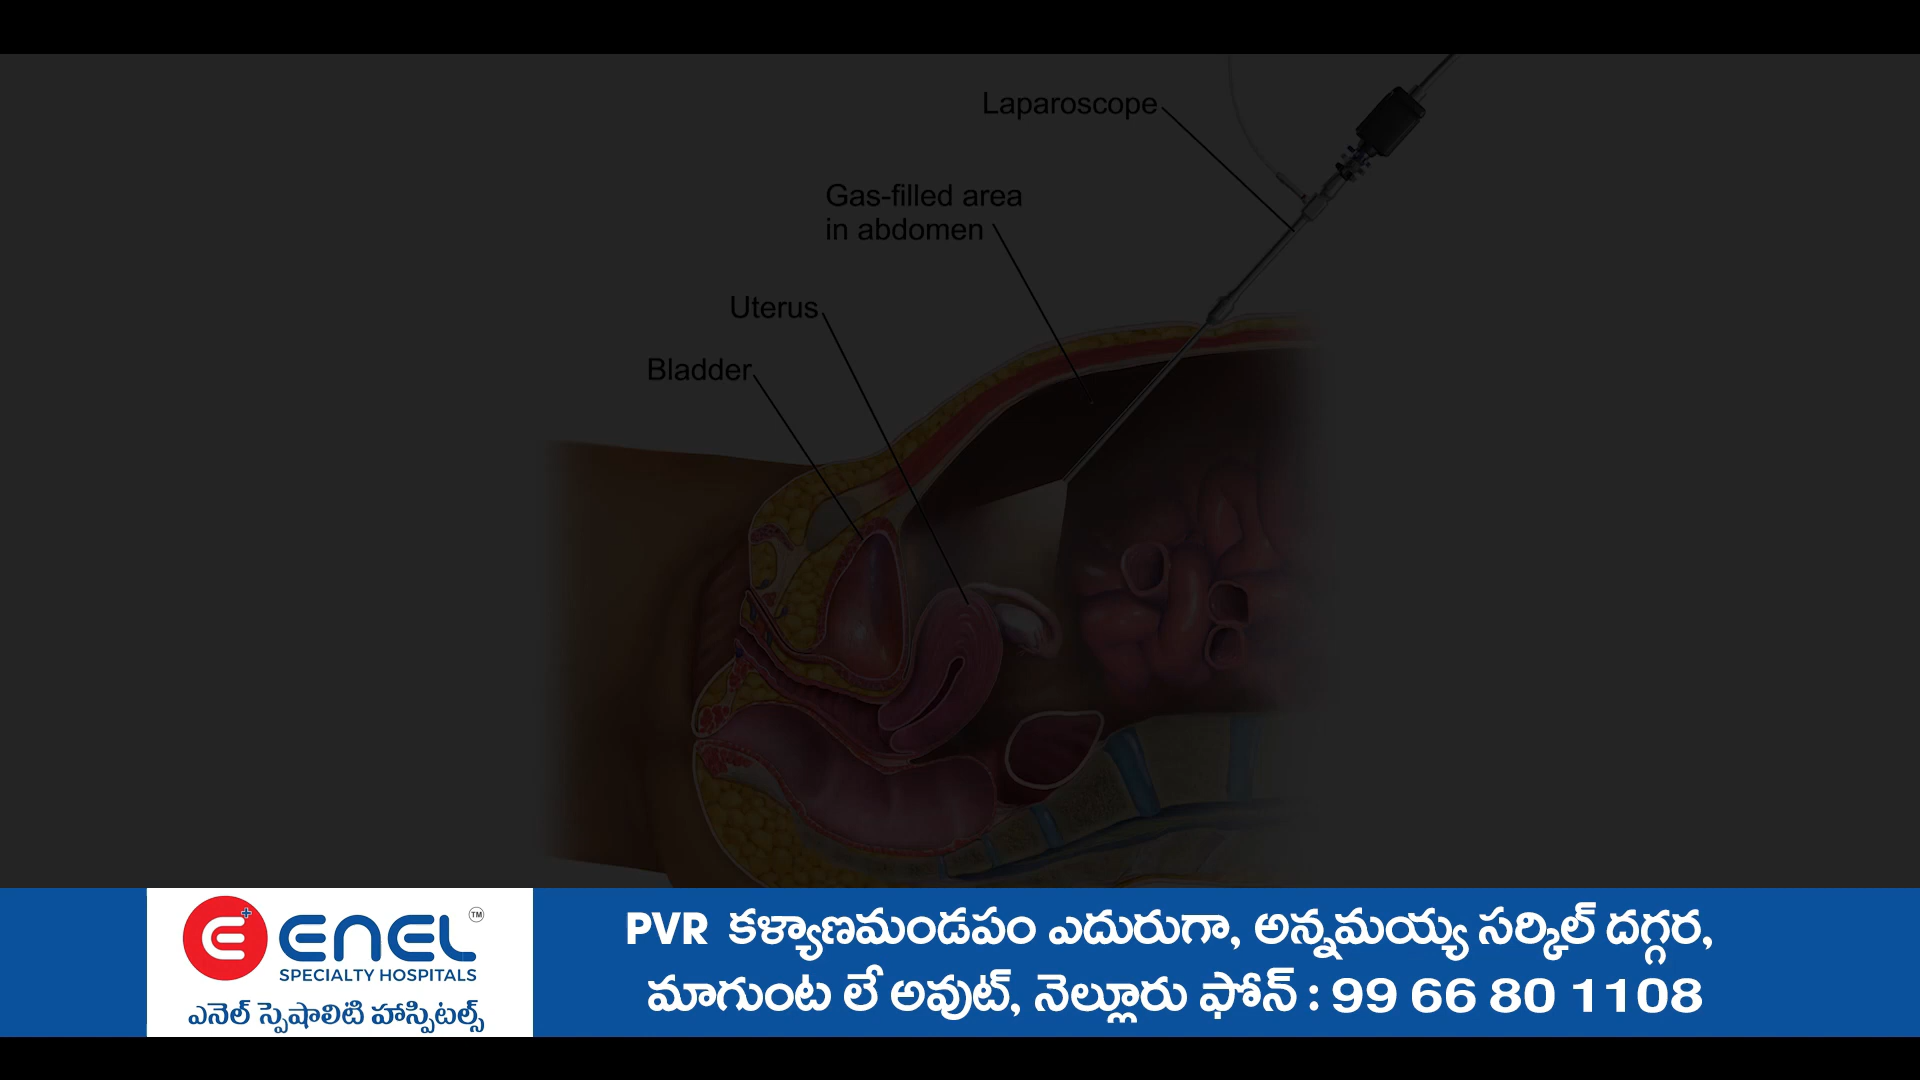 Laparoscope
Gas-filled area
in abdomen
Uterus
Bladder
ENEL TM
SPECIALTY HOSPITALS
ఎనెల్ స్పెషాలిటి హాస్పిటల్స్
PVR కళ్యాణమండపం ఎదురుగా, అన్నమయ్య సర్కిల్ దగ్గర,
మాగుంట లే అవుట్, నెల్లూరు ఫోన్ : 99 66 80 1108